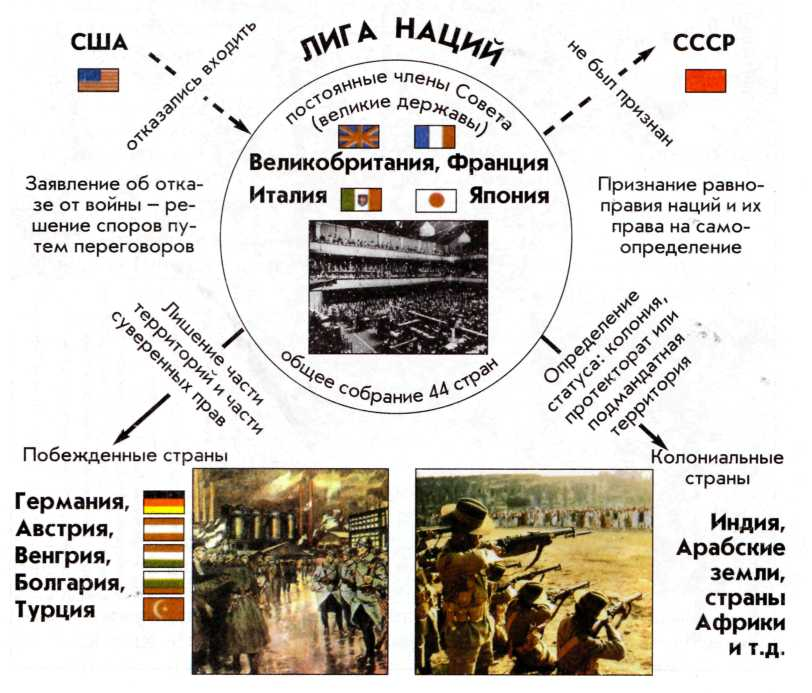 ЛИГА НАЦИЙ
США
отказались входить
СССР
не был признан
постоянные члены Совета
(великие державы)
Великобритания, Франция
Италия
Япония
общее собрание 44 стран
Заявление об отка-
зе от войны – ре-
шение споров пу-
тем переговоров
Признание равно-
правия наций и их
права на само-
определение
Лишение части
территорий и части
суверенных прав
Определение
статуса: колония,
протекторат или
подмандатная
территория
Побежденные страны
Германия,
Австрия,
Венгрия,
Болгария,
Турция
Колониальные
страны
Индия,
Арабские
земли,
страны
Африки
и т.д.